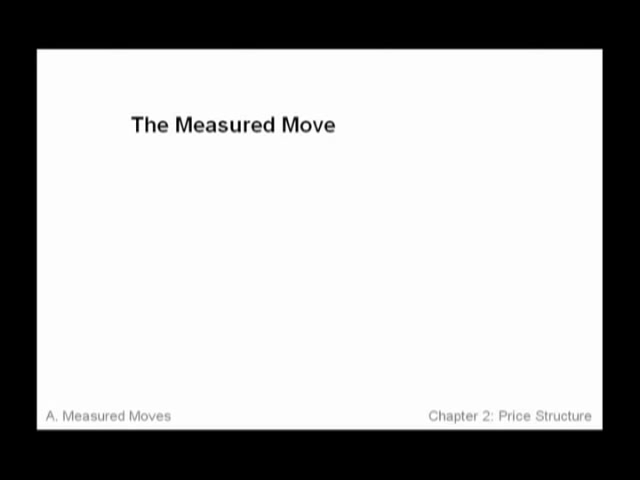 The Measured Move
A. Measured Moves
Chapter 2: Price Structure